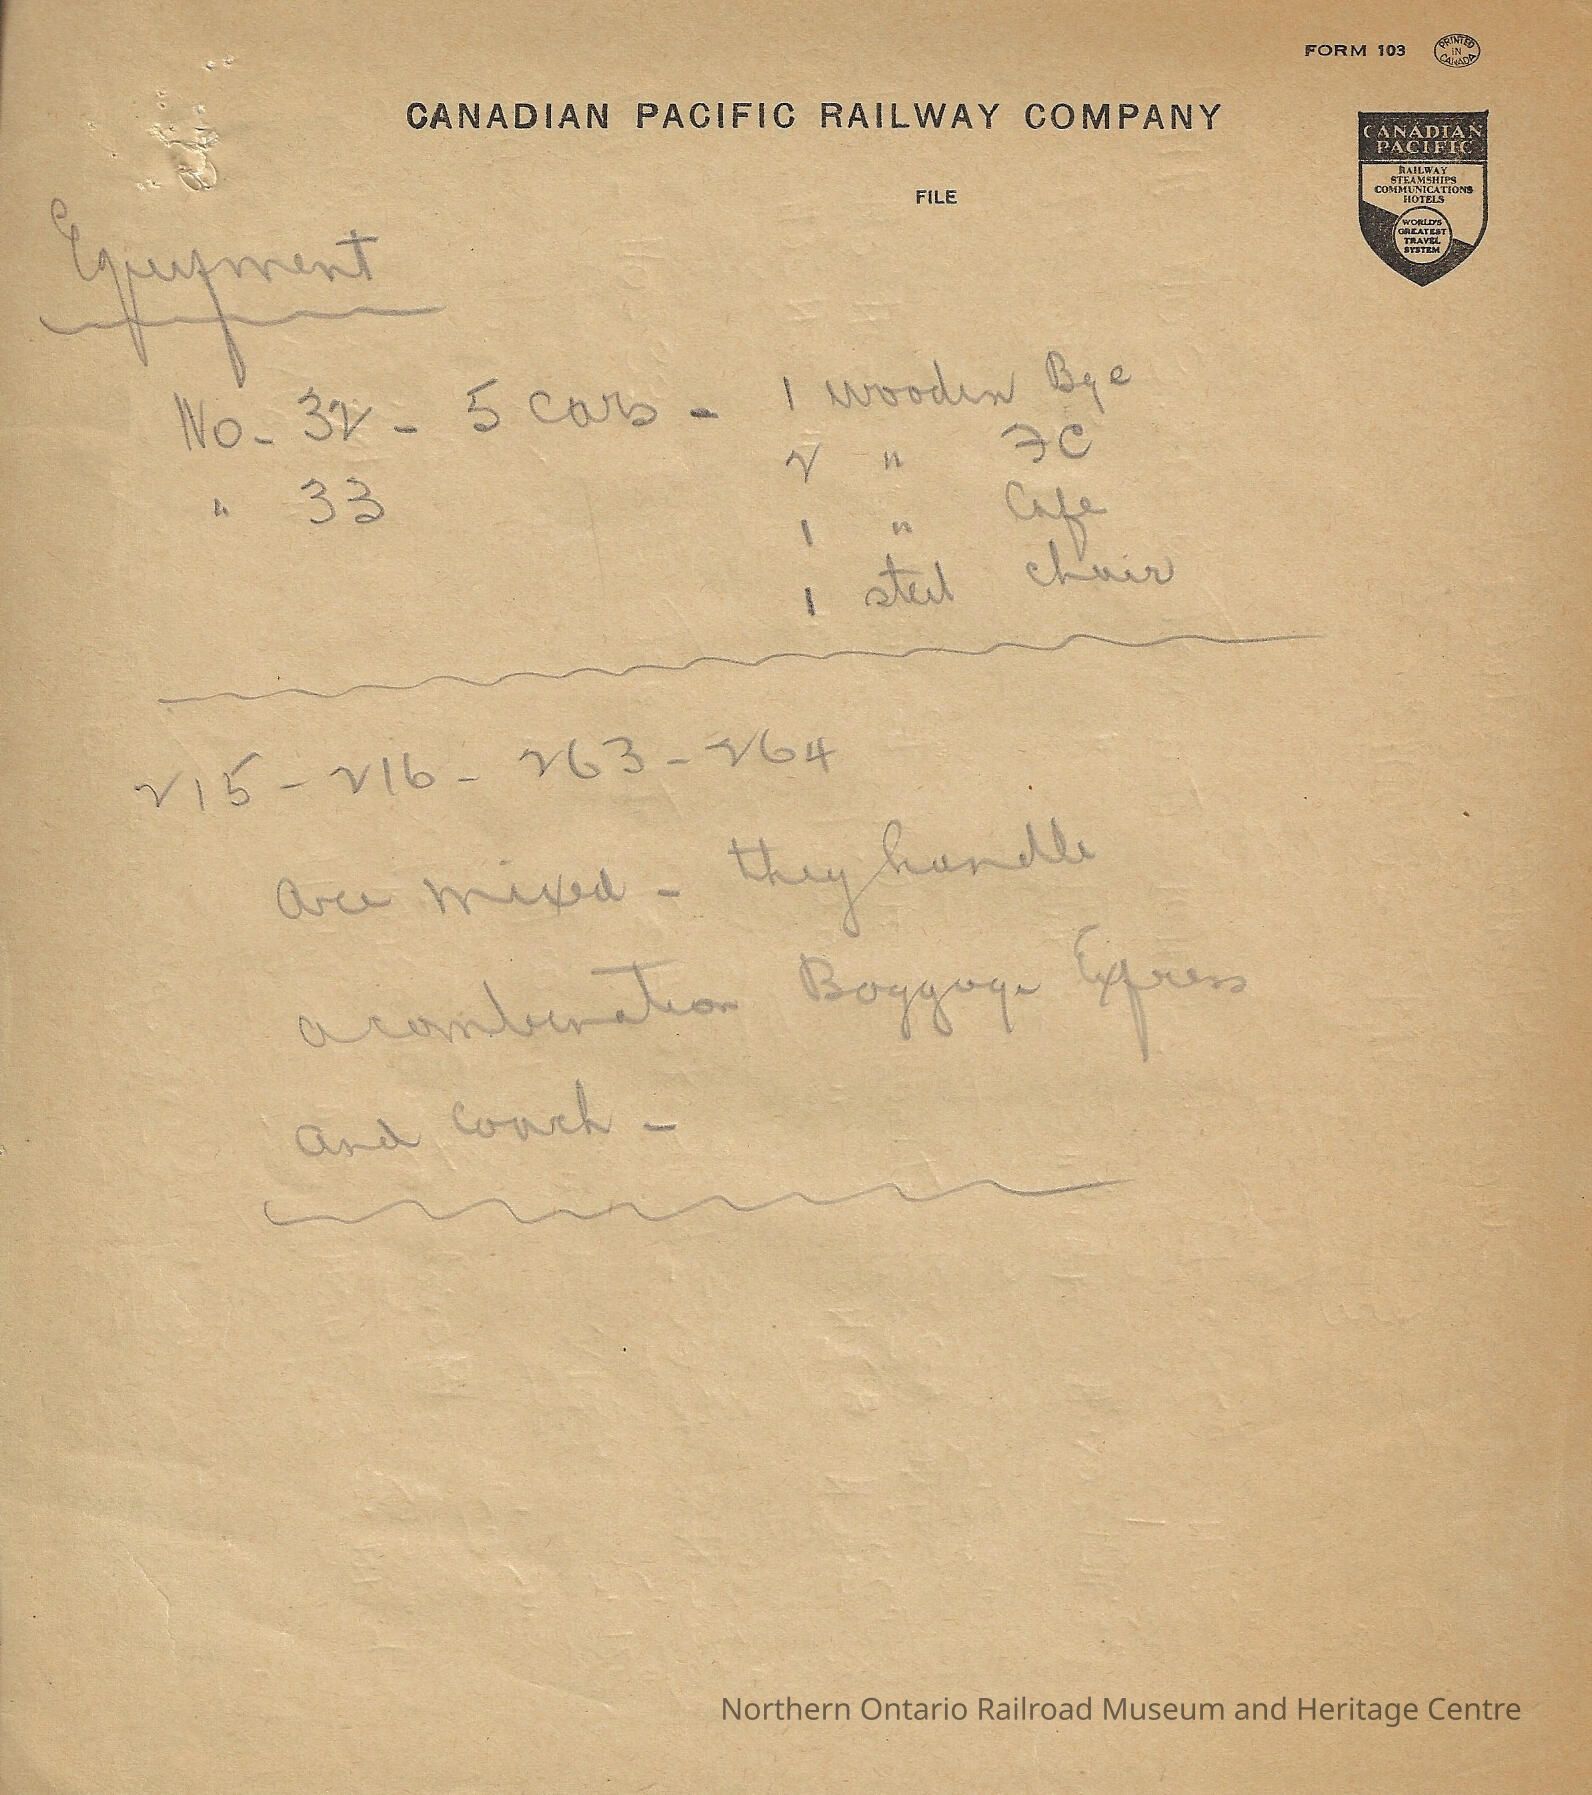 FORM 103 PRINTED IN CANADA
CANADIAN PACIFIC RAILWAY COMPANY
CANADIAN
PACIFIC
RAILWAY
STEAMSHIPS
COMMUNICATIONS
HOTELS
WORLD'S
GREATEST
TRAVEL
SYSTEM
FILE
Equipment
No - 32 - 5 cars - 1 wooden Bge
2 " FC
" 33
1 " Cafe
1 steel chair
215 - 216 - 263 - 264
are mixed - they handle
a combination Baggage Express
and coach -
Northern Ontario Railroad Museum and Heritage Centre